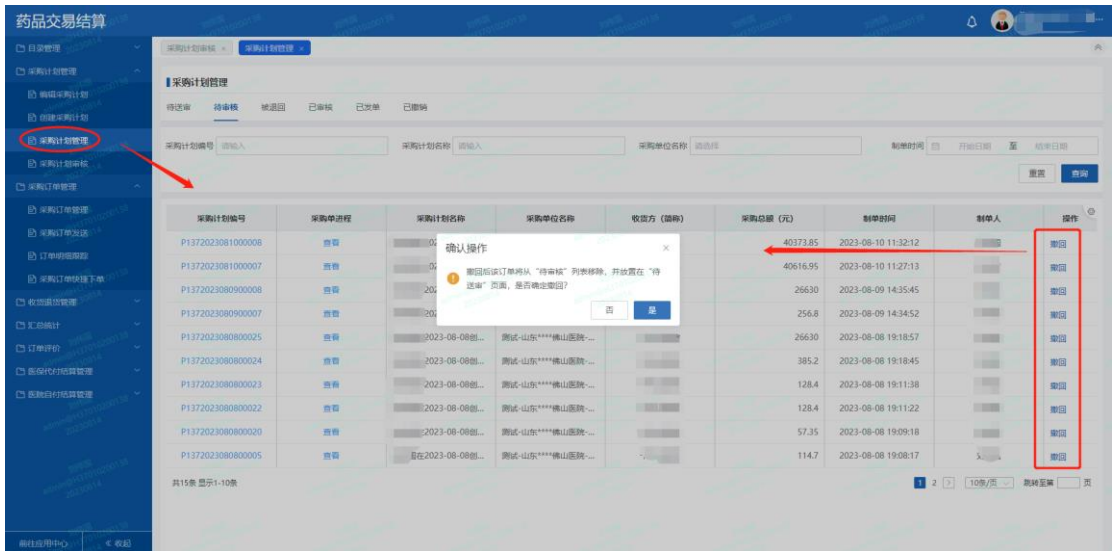 药品交易结算
目录管理
采购计划管理
编辑采购计划
创建采购计划
采购计划管理
采购计划审核
采购订单管理
采购订单管理
采购订单发送
订单明细跟踪
采购订单快捷下单
收货退货管理
汇总统计
订单评价
医保代付结算管理
医院自付结算管理
前往应用中心 收起
采购计划审核 × 采购计划管理 ×
采购计划管理
待送审 待审核 被退回 已审核 已发单 已撤销
采购计划编号 请输入 采购计划名称 请输入 采购单位名称 请选择 制单时间 开始日期 至 结束日期
重置 查询
采购计划编号 采购单进程 采购计划名称 采购单位名称 收货方（简称） 采购总额（元） 制单时间 制单人 操作
P1372023081000008 查看 40373.85 2023-08-10 11:32:12 撤回
P1372023081000007 查看 40616.95 2023-08-10 11:27:13 撤回
P1372023080900008 查看 202 26630 2023-08-09 14:35:45 撤回
P1372023080900007 查看 202 256.8 2023-08-09 14:34:52 撤回
P1372023080800025 查看 2023-08-08创... 测试-山东****佛山医院-... 26630 2023-08-08 19:18:57 撤回
P1372023080800024 查看 2023-08-08创... 测试-山东****佛山医院-... 385.2 2023-08-08 19:18:45 撤回
P1372023080800023 查看 2023-08-08创... 测试-山东****佛山医院-... 128.4 2023-08-08 19:11:38 撤回
P1372023080800022 查看 2023-08-08创... 测试-山东****佛山医院-... 128.4 2023-08-08 19:11:22 撤回
P1372023080800020 查看 2023-08-08创... 测试-山东****佛山医院-... 57.35 2023-08-08 19:09:18 撤回
P1372023080800005 查看 在2023-08-08创... 测试-山东****佛山医院-... 114.7 2023-08-08 19:08:17 撤回
确认操作 ×
撤回后该订单将从“待审核”列表移除，并放置在“待
送审”页面，是否确定撤回？
否 是
共15条 显示1-10条
1 2 > 10条/页 跳转至第 页